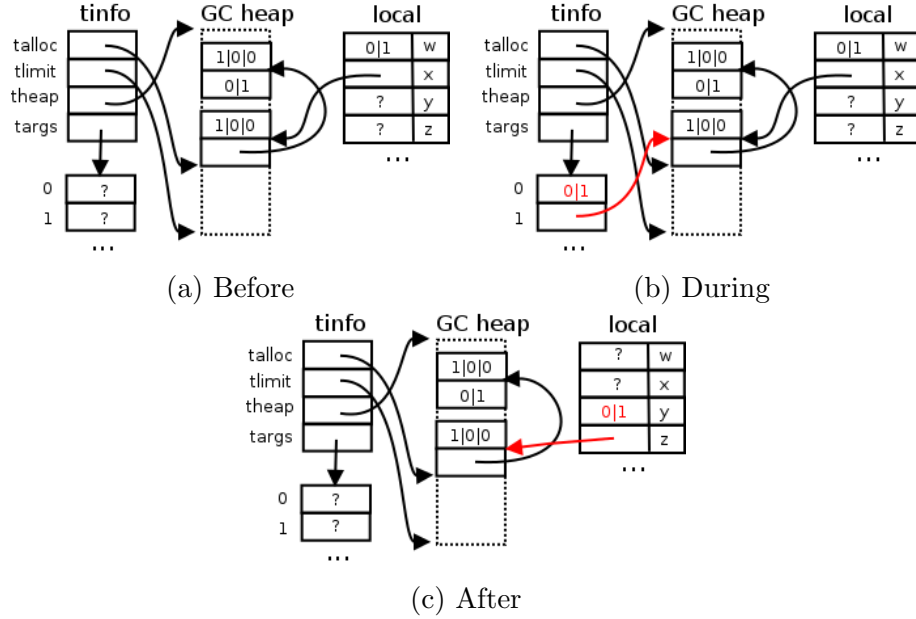 tinfo GC heap local
talloc 1|0|0 0|1 w
tlimit 0|1 x
theap 1|0|0 ? y
targs ? z
...
0 ?
1 ?
...
(a) Before
tinfo GC heap local
talloc 1|0|0 0|1 w
tlimit 0|1 x
theap 1|0|0 ? y
targs ? z
...
0 0|1
1
...
(b) During
tinfo GC heap local
talloc 1|0|0 ? w
tlimit 0|1 ? x
theap 1|0|0 0|1 y
targs z
...
0 ?
1 ?
...
(c) After